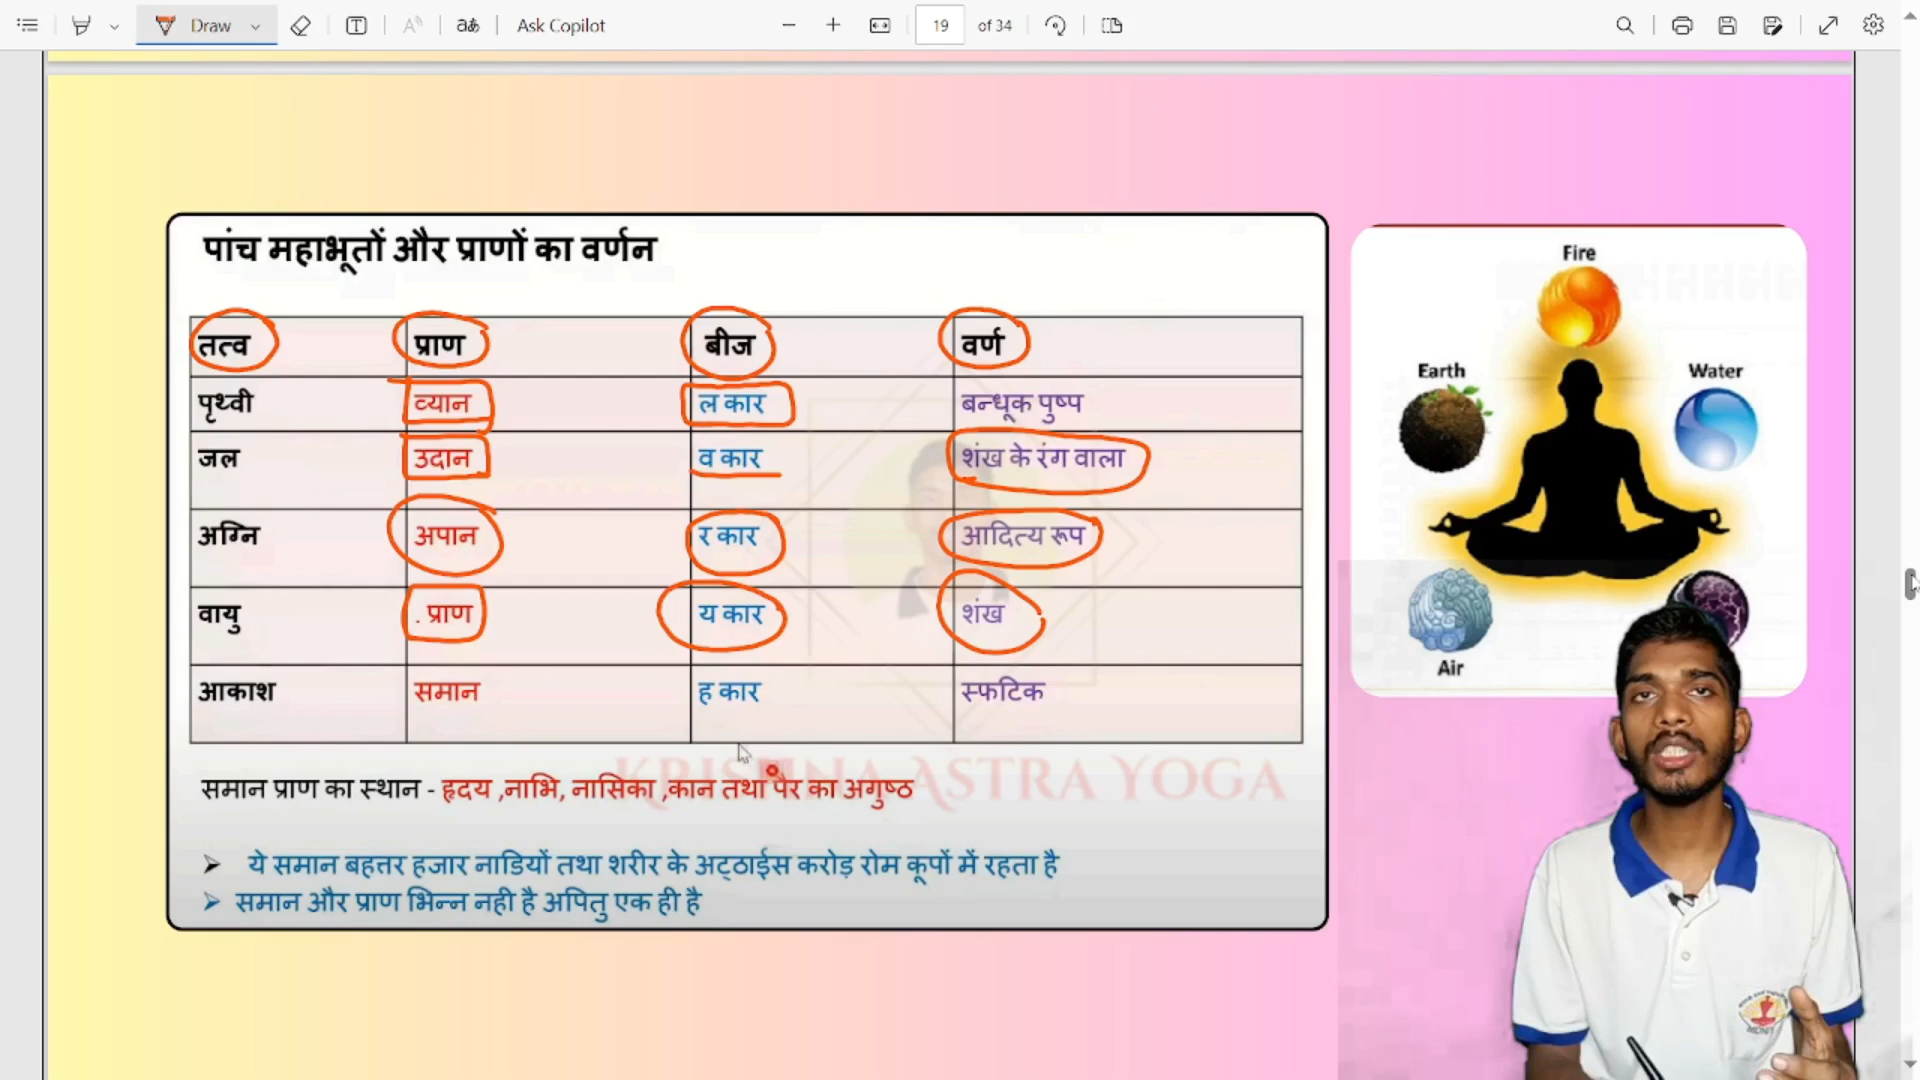 Draw
Ask Copilot
19 of 34
पांच महाभूतों और प्राणों का वर्णन
तत्व प्राण बीज वर्ण
पृथ्वी व्यान ल कार बन्धूक पुष्प
जल उदान व कार शंख के रंग वाला
अग्नि अपान र कार आदित्य रूप
वायु . प्राण य कार शंख
आकाश समान ह कार स्फटिक
KRISHNA ASTRA YOGA
समान प्राण का स्थान - हृदय ,नाभि, नासिका ,कान तथा पैर का अगुष्ठ
ये समान बहत्तर हजार नाडियों तथा शरीर के अट्ठाईस करोड़ रोम कूपों में रहता है
समान और प्राण भिन्न नही है अपितु एक ही है
Fire
Earth
Water
Air